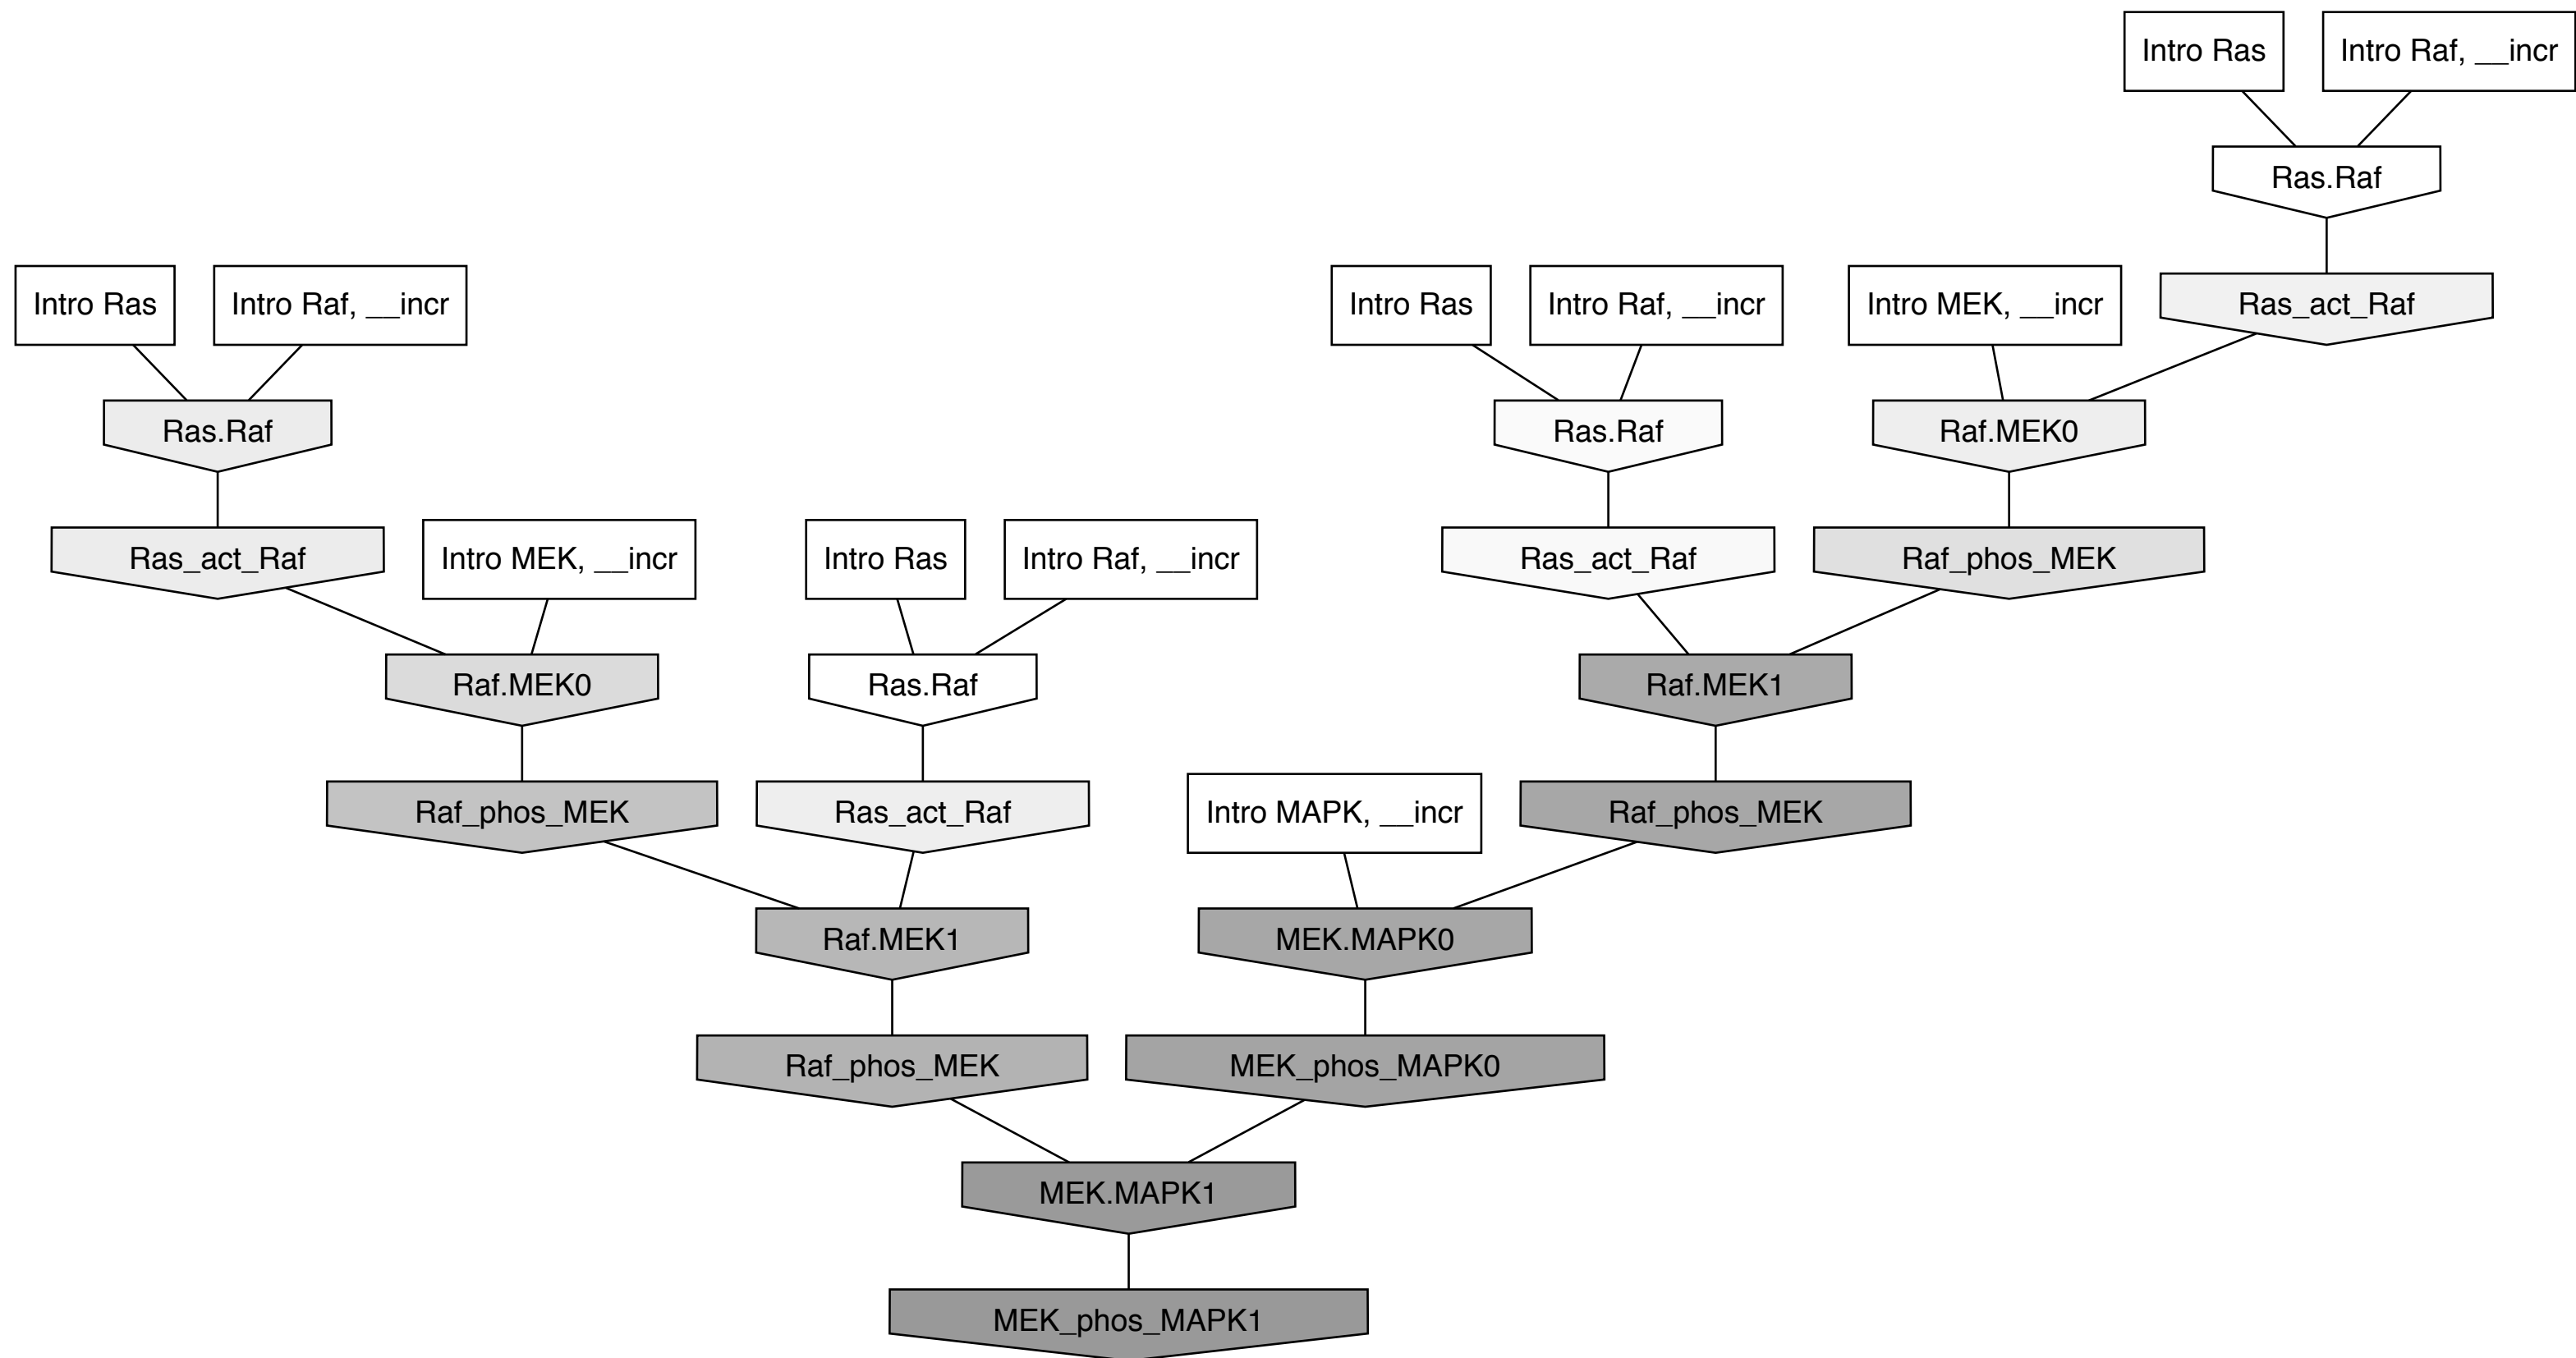 Intro Ras
Intro Raf, __incr
Ras.Raf
Intro Ras
Intro Raf, __incr
Intro Ras
Intro Raf, __incr
Intro MEK, __incr
Ras_act_Raf
Ras.Raf
Ras.Raf
Raf.MEK0
Ras_act_Raf
Intro MEK, __incr
Intro Ras
Intro Raf, __incr
Ras_act_Raf
Raf_phos_MEK
Raf.MEK0
Ras.Raf
Raf.MEK1
Raf_phos_MEK
Ras_act_Raf
Intro MAPK, __incr
Raf_phos_MEK
Raf.MEK1
MEK.MAPK0
Raf_phos_MEK
MEK_phos_MAPK0
MEK.MAPK1
MEK_phos_MAPK1